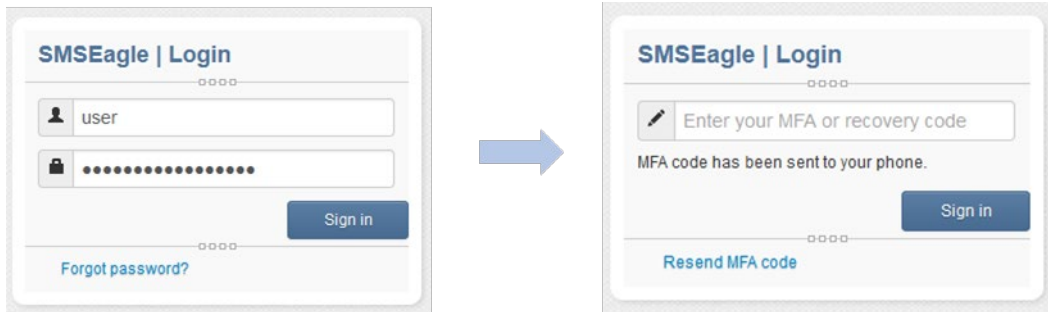 SMSEagle | Login
user
•••••••••••••••••
Sign in
Forgot password?
SMSEagle | Login
Enter your MFA or recovery code
MFA code has been sent to your phone.
Sign in
Resend MFA code